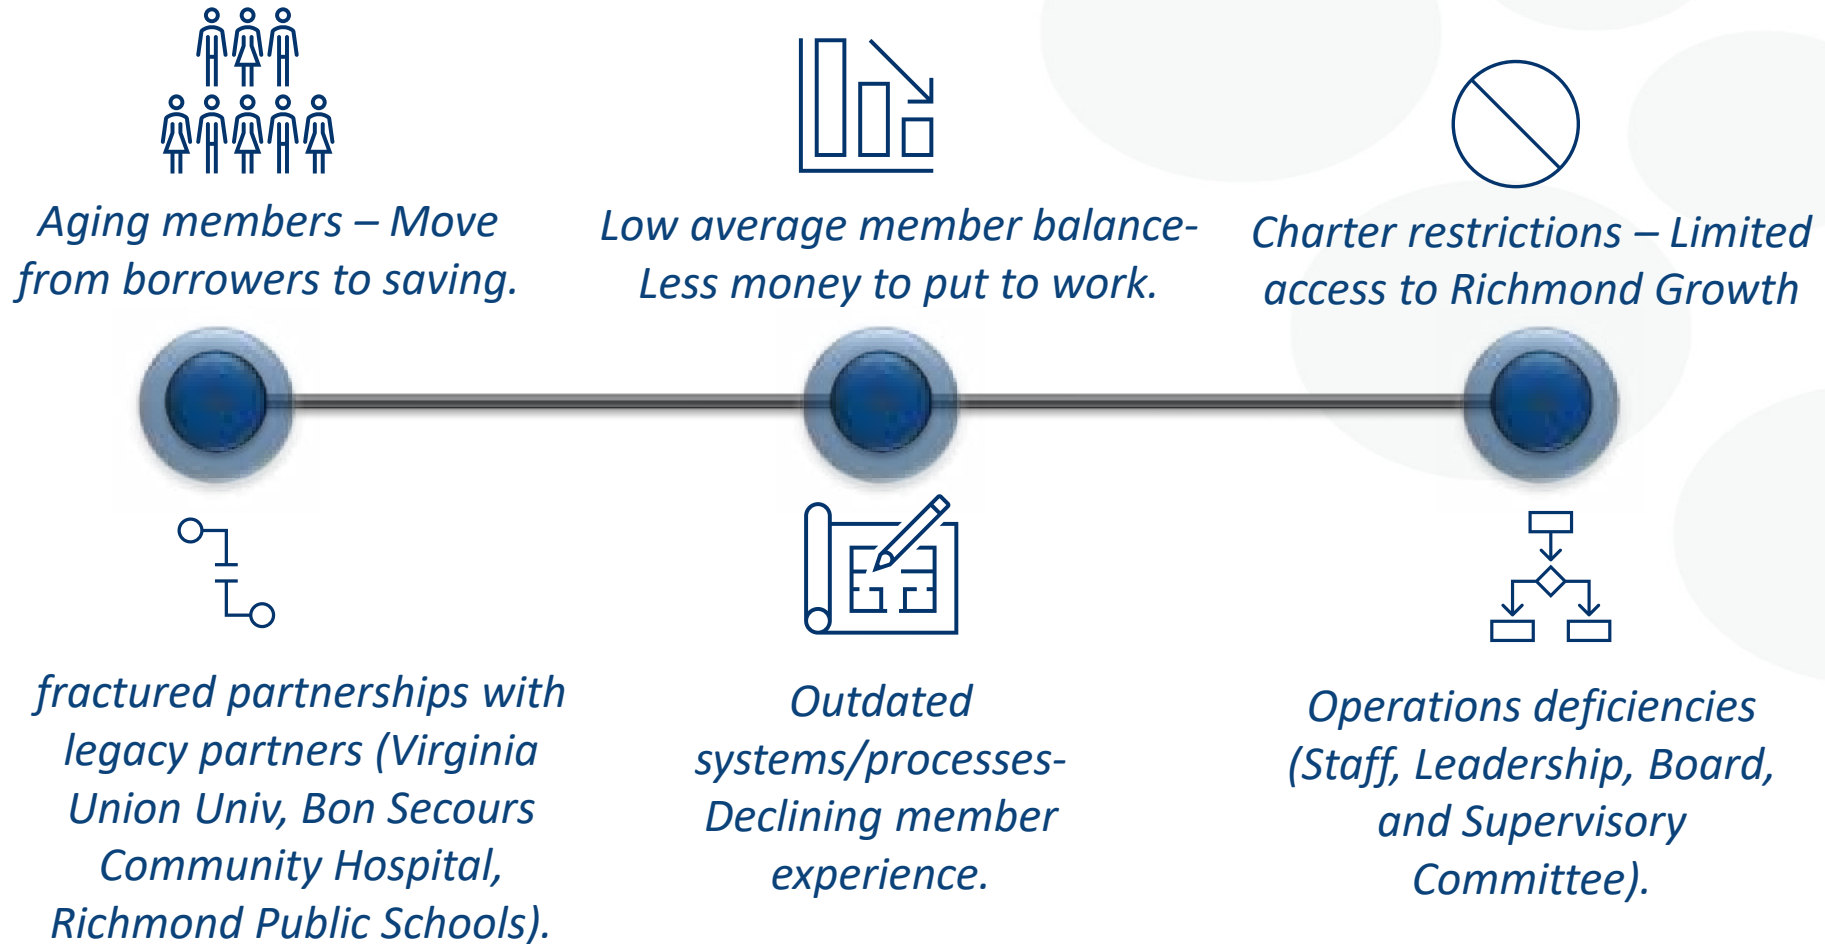 Aging members – Move
from borrowers to saving.
Low average member balance-
Less money to put to work.
Charter restrictions – Limited
access to Richmond Growth
fractured partnerships with
legacy partners (Virginia
Union Univ, Bon Secours
Community Hospital,
Richmond Public Schools).
Outdated
systems/processes-
Declining member
experience.
Operations deficiencies
(Staff, Leadership, Board,
and Supervisory
Committee).